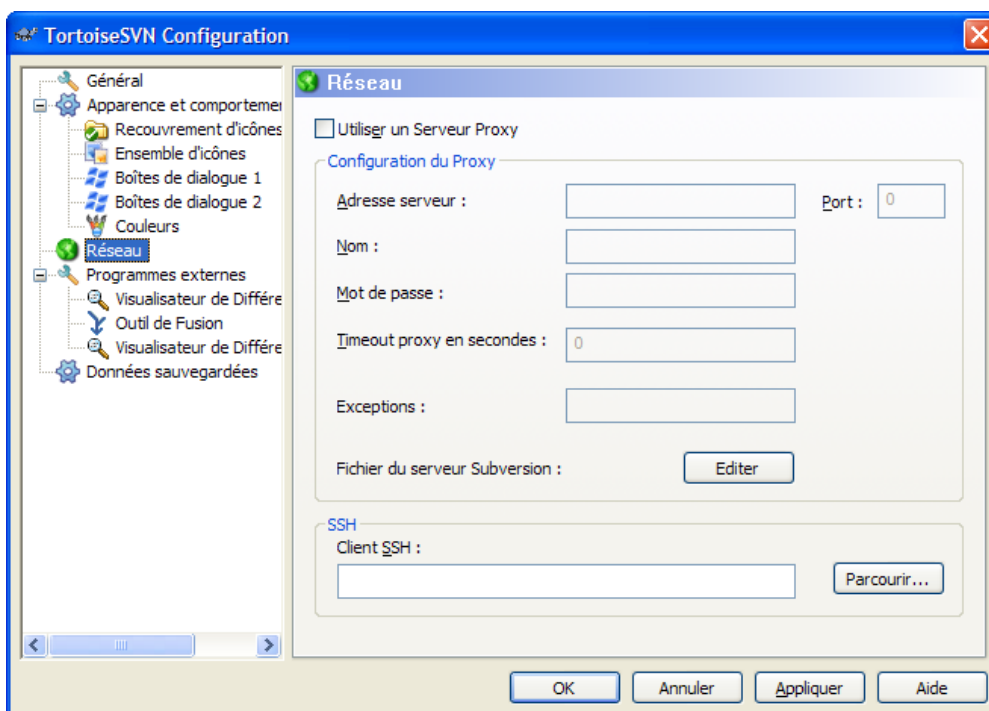 TortoiseSVN Configuration
Général
Apparence et comportemen
Recouvrement d'icônes
Ensemble d'icônes
Boîtes de dialogue 1
Boîtes de dialogue 2
Couleurs
Réseau
Programmes externes
Visualisateur de Différe
Outil de Fusion
Visualisateur de Différe
Données sauvegardées
Réseau
Utiliser un Serveur Proxy
Configuration du Proxy
Adresse serveur :
Port : 0
Nom :
Mot de passe :
Timeout proxy en secondes : 0
Exceptions :
Fichier du serveur Subversion : Editer
SSH
Client SSH :
Parcourir...
OK Annuler Appliquer Aide